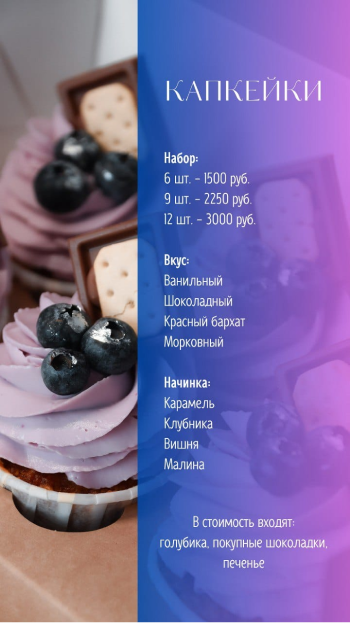 КАПКЕЙКИ
Набор:
6 шт. – 1500 руб.
9 шт. – 2250 руб.
12 шт. – 3000 руб.
Вкус:
Ванильный
Шоколадный
Красный бархат
Морковный
Начинка:
Карамель
Клубника
Вишня
Малина
В стоимость входят:
голубика, покупные шоколадки,
печенье